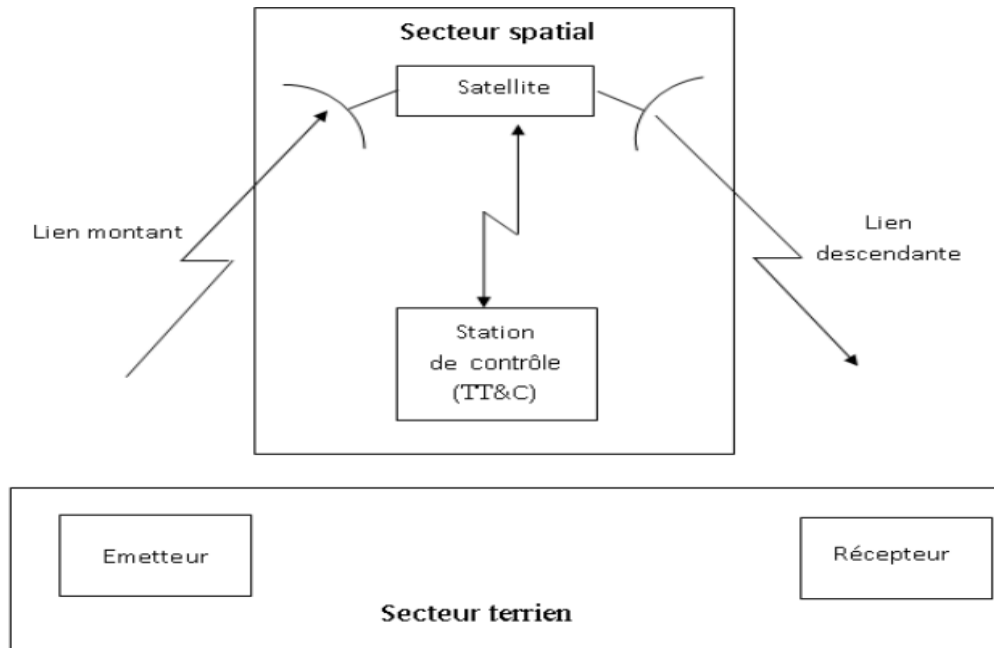 Secteur spatial
Satellite
Lien montant
Lien
descendante
Station
de contrôle
(TT&C)
Emetteur
Récepteur
Secteur terrien